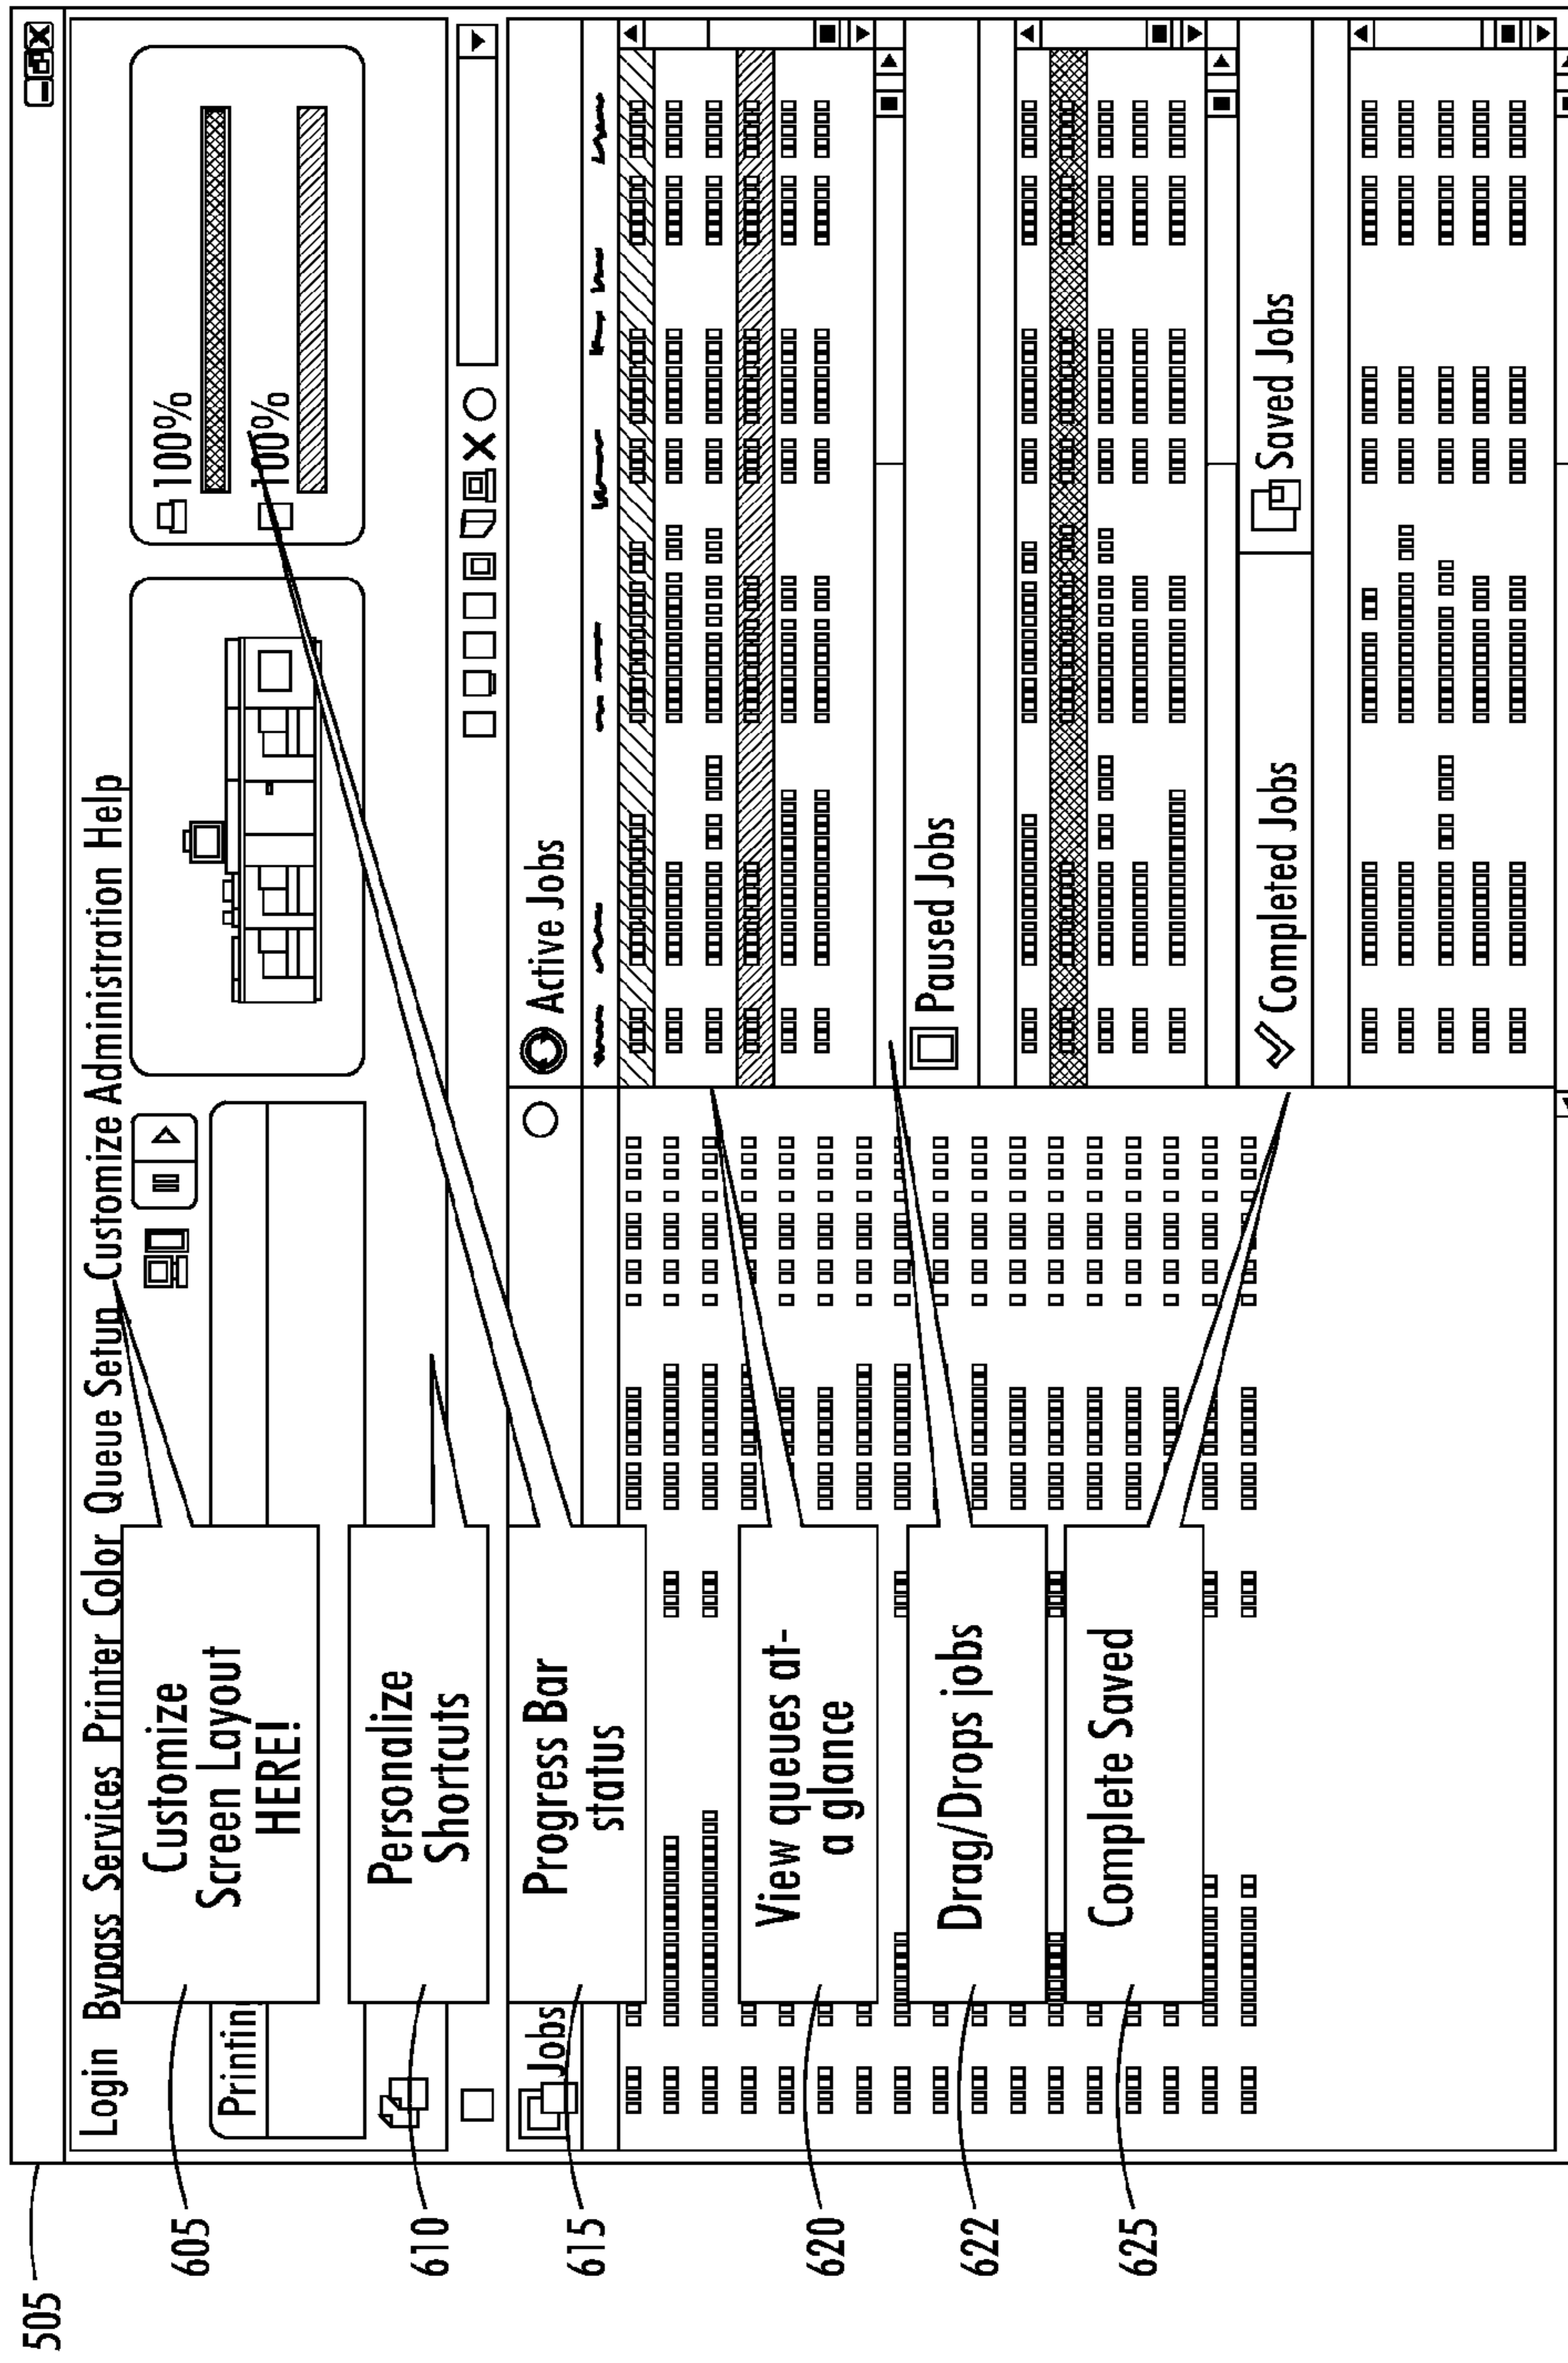 505
Login Bypass Services Printer Color Queue Setup Customize Administration Help
605
Customize
Screen Layout
HERE!
Printin
100%
100%
610
Personalize
Shortcuts
615
Progress Bar
status
Jobs
Active Jobs
620
View queues at-
a glance
622
Drag/Drops jobs
Paused Jobs
625
Complete Saved
Completed Jobs
Saved Jobs